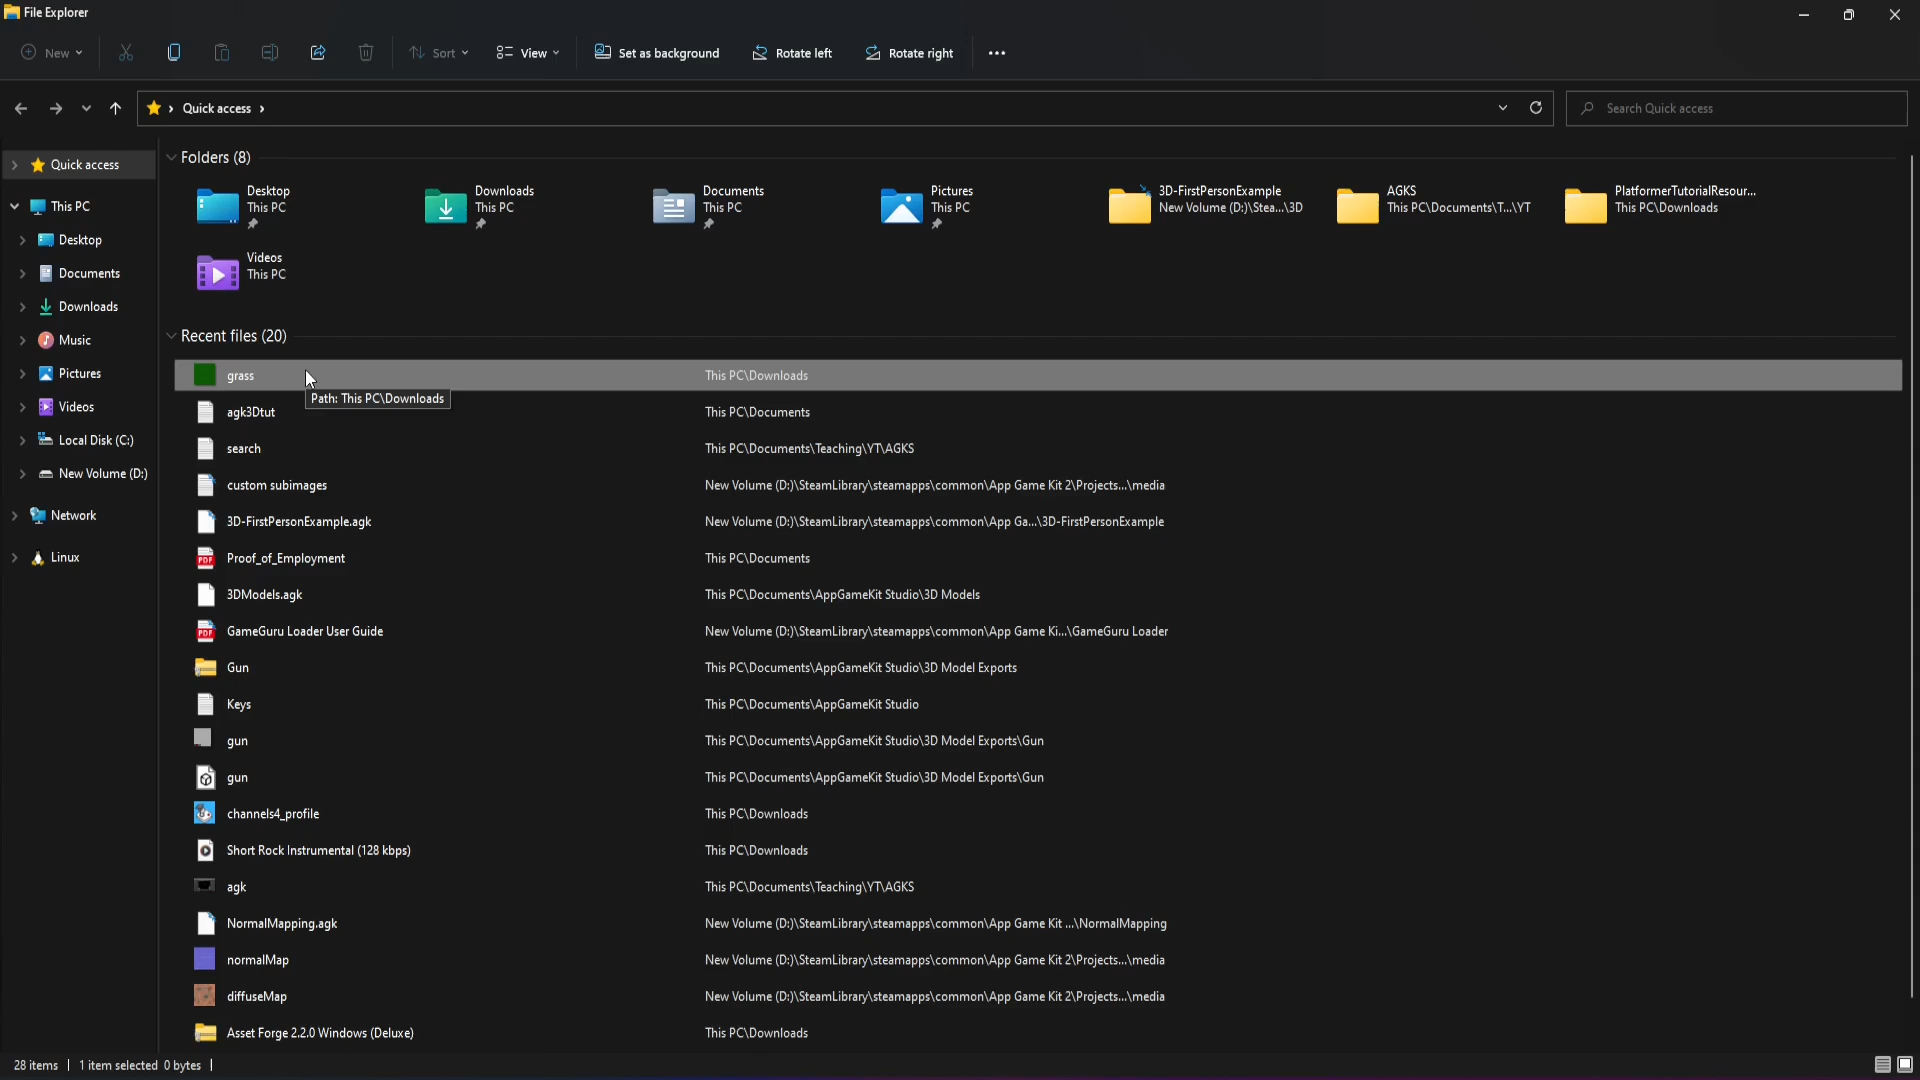 File Explorer
New
Sort
View
Set as background
Rotate left
Rotate right
Quick access
Search Quick access
Quick access
This PC
Desktop
Documents
Downloads
Music
Pictures
Videos
Local Disk (C:)
New Volume (D:)
Network
Linux
Folders (8)
Desktop
This PC
Downloads
This PC
Documents
This PC
Pictures
This PC
3D-FirstPersonExample
New Volume (D:)\Stea...\3D
AGKS
This PC\Documents\T...\YT
PlatformerTutorialResour...
This PC\Downloads
Videos
This PC
Recent files (20)
grass This PC\Downloads
Path: This PC\Downloads
agk3Dtut This PC\Documents
search This PC\Documents\Teaching\YT\AGKS
custom subimages New Volume (D:)\SteamLibrary\steamapps\common\App Game Kit 2\Projects...\media
3D-FirstPersonExample.agk New Volume (D:)\SteamLibrary\steamapps\common\App Ga...\3D-FirstPersonExample
PDF Proof_of_Employment This PC\Documents
3DModels.agk This PC\Documents\AppGameKit Studio\3D Models
PDF GameGuru Loader User Guide New Volume (D:)\SteamLibrary\steamapps\common\App Game Ki...\GameGuru Loader
Gun This PC\Documents\AppGameKit Studio\3D Model Exports
Keys This PC\Documents\AppGameKit Studio
gun This PC\Documents\AppGameKit Studio\3D Model Exports\Gun
gun This PC\Documents\AppGameKit Studio\3D Model Exports\Gun
channels4_profile This PC\Downloads
Short Rock Instrumental (128 kbps) This PC\Downloads
agk This PC\Documents\Teaching\YT\AGKS
NormalMapping.agk New Volume (D:)\SteamLibrary\steamapps\common\App Game Kit ...\NormalMapping
normalMap New Volume (D:)\SteamLibrary\steamapps\common\App Game Kit 2\Projects...\media
diffuseMap New Volume (D:)\SteamLibrary\steamapps\common\App Game Kit 2\Projects...\media
Asset Forge 2.2.0 Windows (Deluxe) This PC\Downloads
28 items 1 item selected 0 bytes